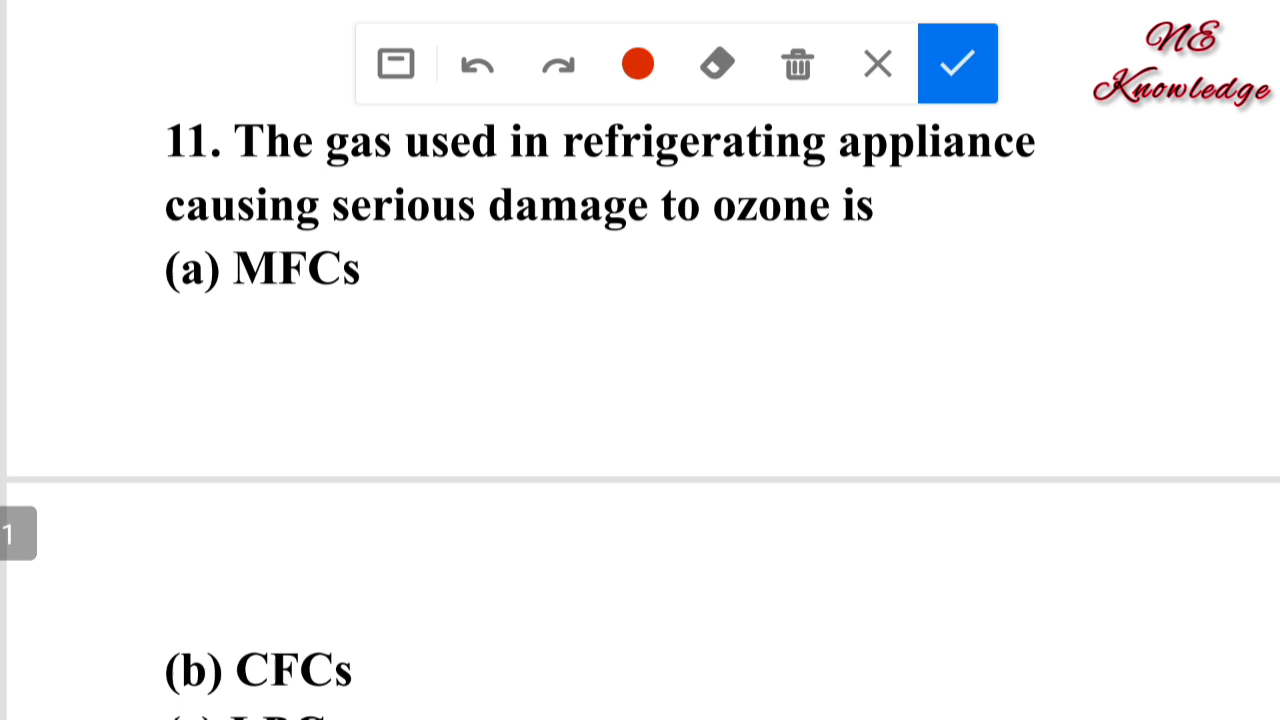 NE
Knowledge
11. The gas used in refrigerating appliance
causing serious damage to ozone is
(a) MFCs
1
(b) CFCs